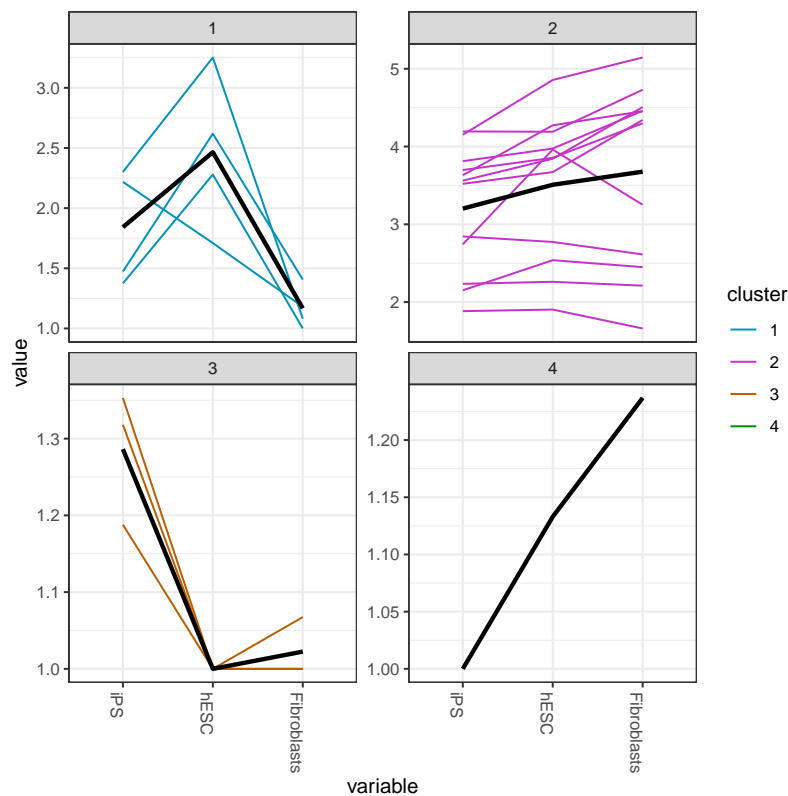 1
2
3.0
2.5
2.0
1.5
1.0
5
4
3
2
value
3
4
1.3
1.2
1.1
1.0
1.20
1.15
1.10
1.05
1.00
iPS
hESC
Fibroblasts
iPS
hESC
Fibroblasts
variable
cluster
1
2
3
4